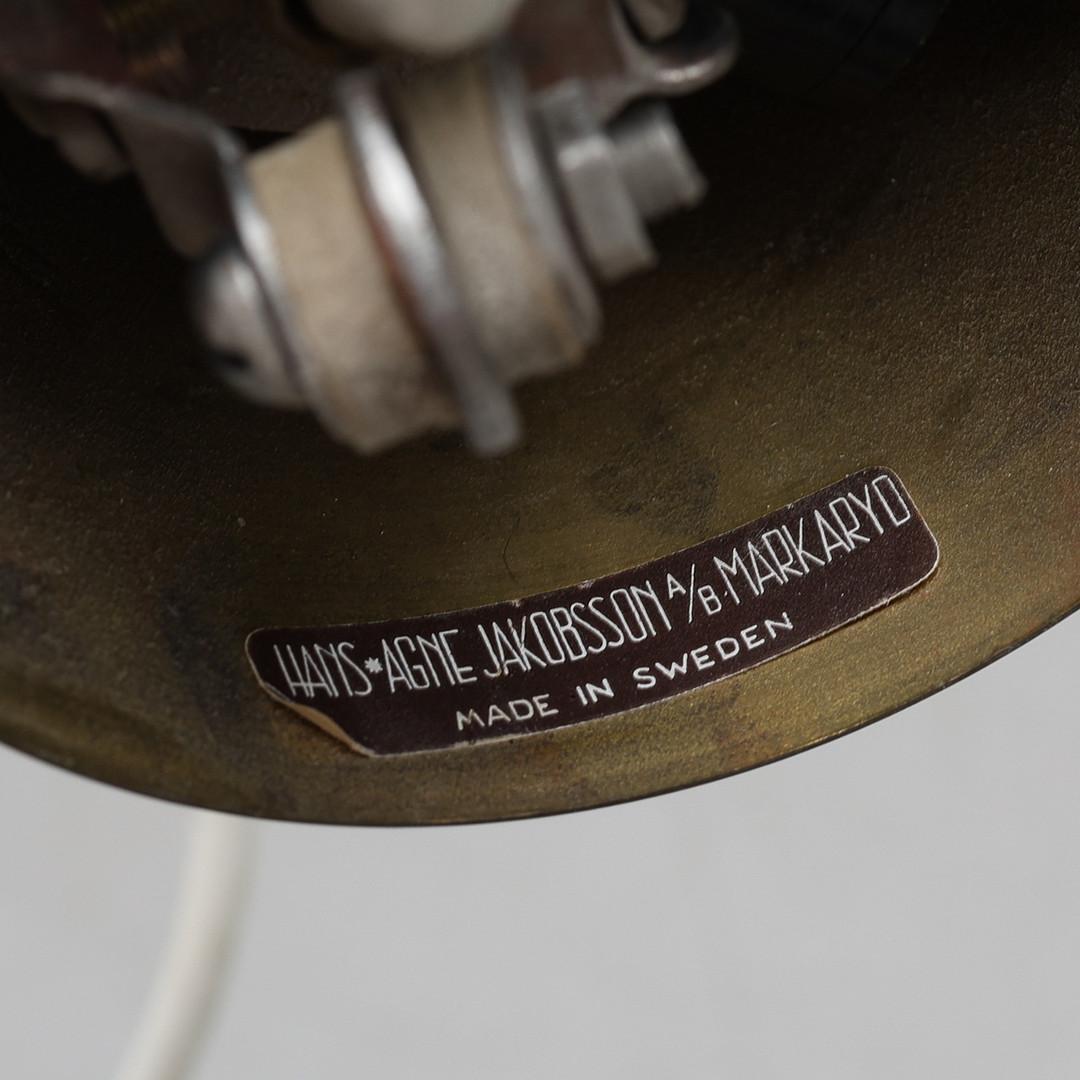 HANS*AGNE JAKOBSSON A/B. MARKARYD
MADE IN SWEDEN